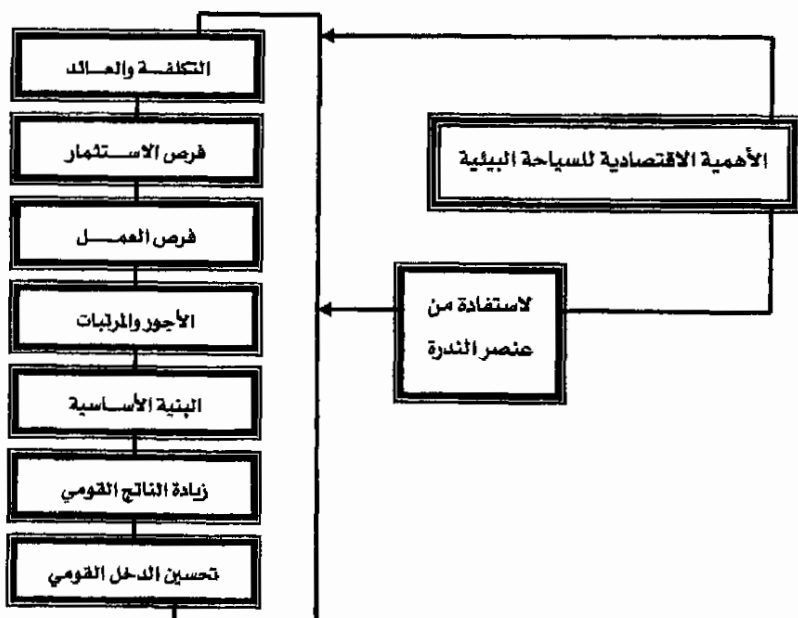 الأهمية الاقتصادية للسياحة البيئية
لاستفادة من
عنصر الندرة
التكلفة والعائد
فرص الاستثمار
فرص العمل
الأجور والمرتبات
البنية الأساسية
زيادة الناتج القومي
تحسين الدخل القومي